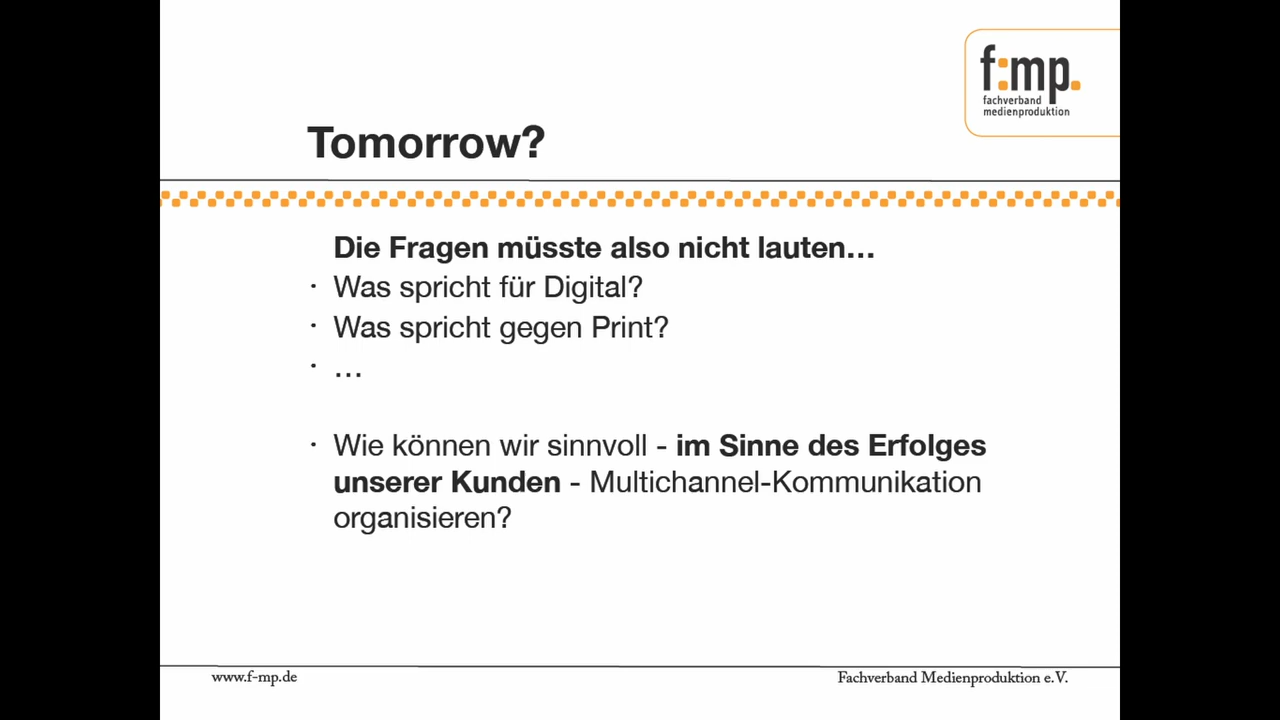 f:mp.
fachverband
medienproduktion
Tomorrow?
Die Fragen müsste also nicht lauten…
· Was spricht für Digital?
· Was spricht gegen Print?
· …
· Wie können wir sinnvoll - im Sinne des Erfolges
unserer Kunden - Multichannel-Kommunikation
organisieren?
www.f-mp.de
Fachverband Medienproduktion e.V.